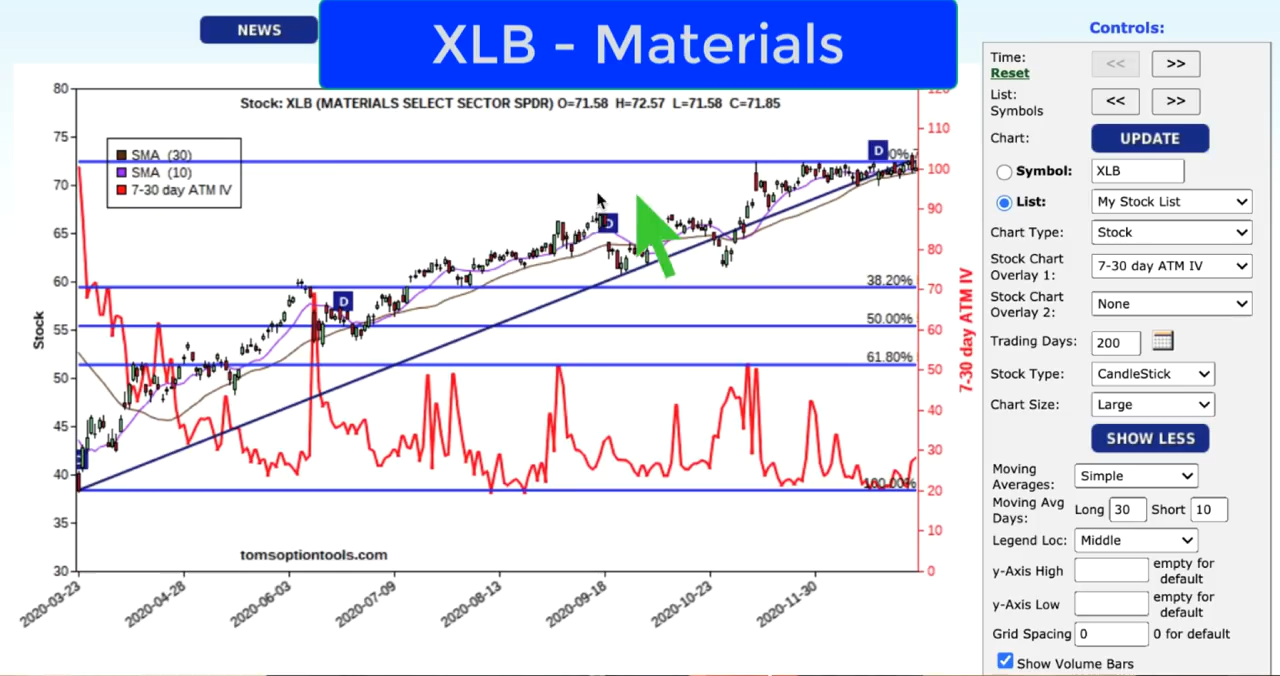 NEWS
XLB - Materials
Stock: XLB (MATERIALS SELECT SECTOR SPDR) O=71.58 H=72.57 L=71.58 C=71.85
SMA (30)
SMA (10)
7-30 day ATM IV
80
75
70
65
60
55
50
45
40
35
30
Stock
120
110
100
90
80
70
60
50
40
30
20
10
0
7-30 day ATM IV
D
D
D
38.20%
50.00%
61.80%
100.00%
tomsoptiontools.com
2020-03-23
2020-04-28
2020-06-03
2020-07-09
2020-08-13
2020-09-18
2020-10-23
2020-11-30
Controls:
Time:
Reset
<<
>>
List:
Symbols
<<
>>
Chart:
UPDATE
Symbol:
XLB
List:
My Stock List
Chart Type:
Stock
Stock Chart
Overlay 1:
7-30 day ATM IV
Stock Chart
Overlay 2:
None
Trading Days:
200
Stock Type:
CandleStick
Chart Size:
Large
SHOW LESS
Moving
Averages:
Simple
Moving Avg
Days:
Long
30
Short
10
Legend Loc:
Middle
y-Axis High
empty for
default
y-Axis Low
empty for
default
Grid Spacing
0
0 for default
Show Volume Bars